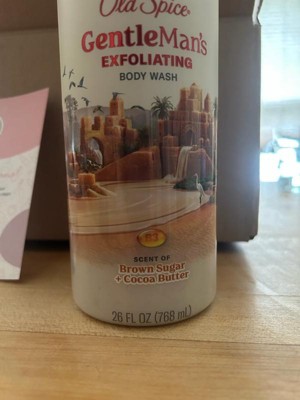 Old Spice®
GentleMan's
EXFOLIATING
BODY WASH
SCENT OF
Brown Sugar
+ Cocoa Butter
26 FL OZ (768 mL)